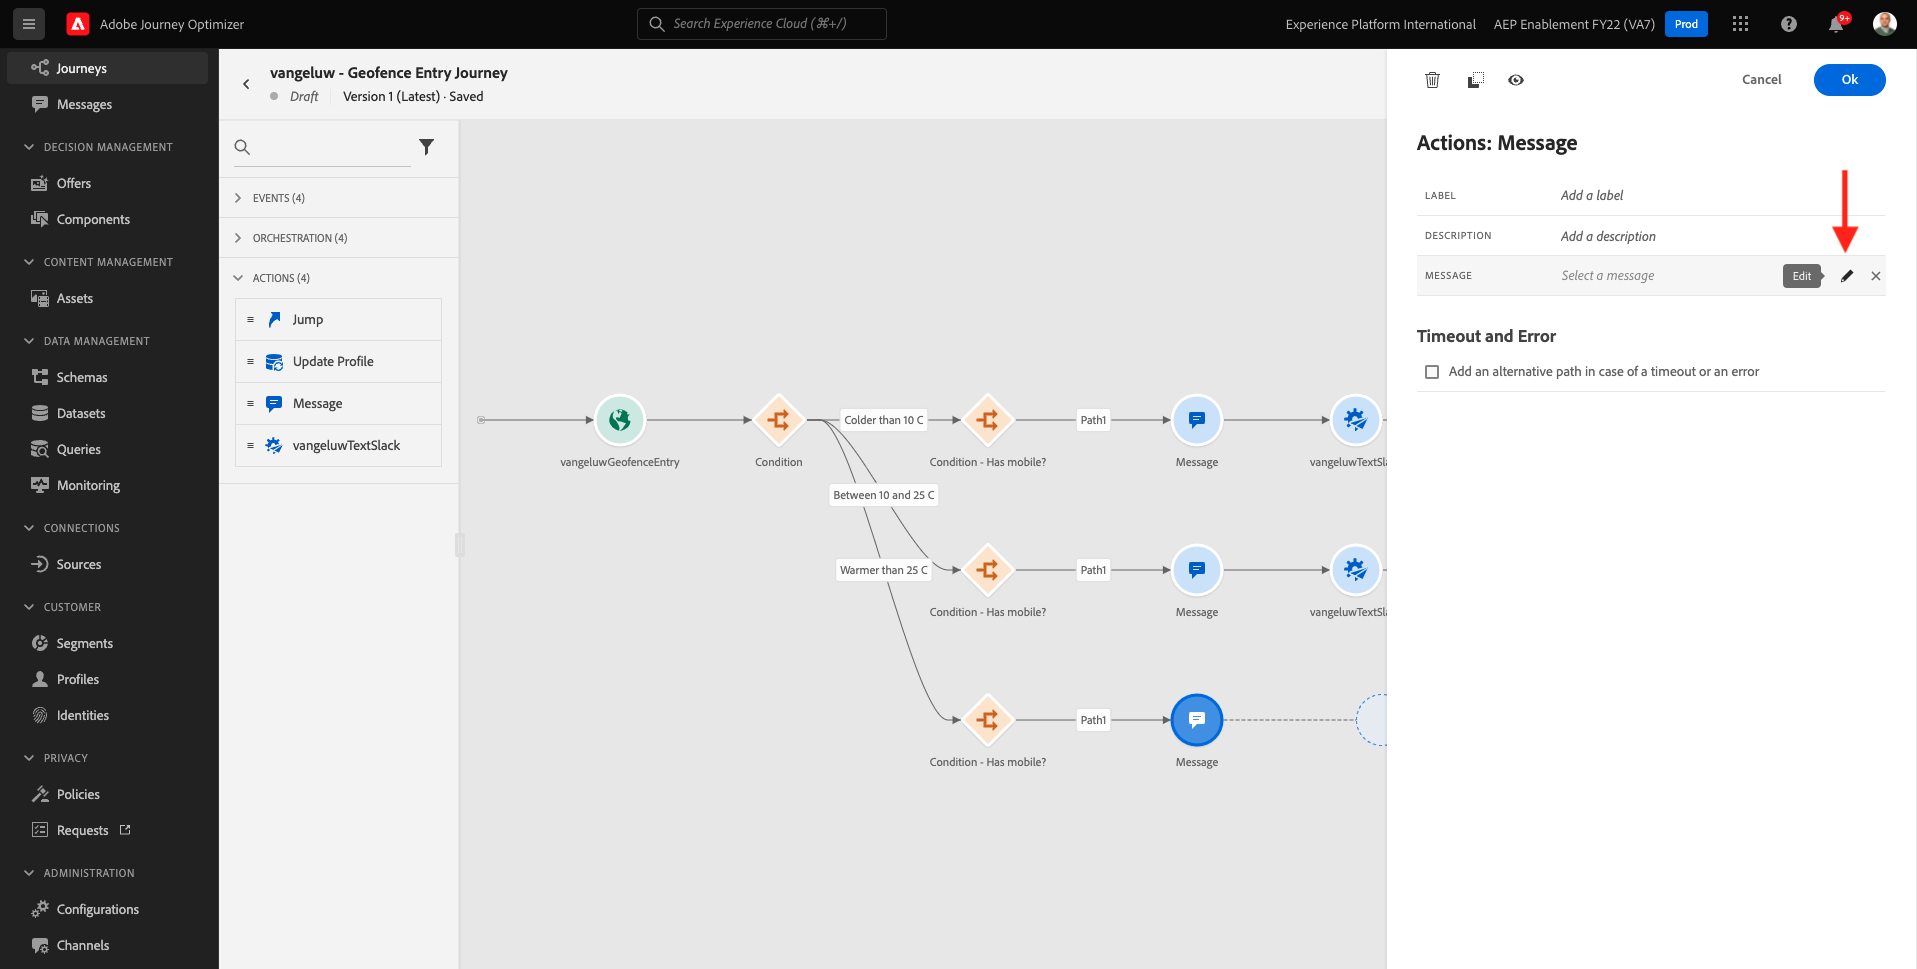 Adobe Journey Optimizer
Search Experience Cloud (⌘+/)
Experience Platform International
AEP Enablement FY22 (VA7)
Prod
9+
Journeys
Messages
DECISION MANAGEMENT
Offers
Components
CONTENT MANAGEMENT
Assets
DATA MANAGEMENT
Schemas
Datasets
Queries
Monitoring
CONNECTIONS
Sources
CUSTOMER
Segments
Profiles
Identities
PRIVACY
Policies
Requests
ADMINISTRATION
Configurations
Channels
vangeluw - Geofence Entry Journey
Draft
Version 1 (Latest) · Saved
EVENTS (4)
ORCHESTRATION (4)
ACTIONS (4)
Jump
Update Profile
Message
vangeluwTextSlack
vangeluwGeofenceEntry
Condition
Colder than 10 C
Condition - Has mobile?
Path1
Message
vangeluwTextSla
Between 10 and 25 C
Warmer than 25 C
Condition - Has mobile?
Path1
Message
vangeluwTextSla
Condition - Has mobile?
Path1
Message
Cancel
Ok
Actions: Message
LABEL
Add a label
DESCRIPTION
Add a description
MESSAGE
Select a message
Edit
Timeout and Error
Add an alternative path in case of a timeout or an error